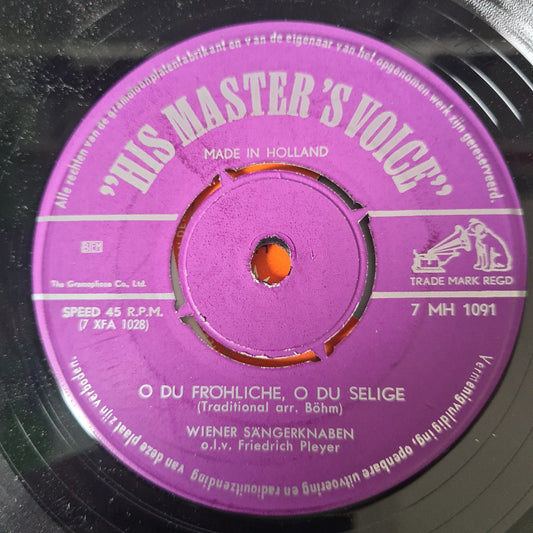 Alle rechten van de gramofoonplatenfabrikant en van de eigenaar van het opgenomen werk zijn gereserveerd.
"HIS MASTER'S VOICE"
MADE IN HOLLAND
BIEM
The Gramophone Co., Ltd.
TRADE MARK REGD
SPEED 45 R.P.M.
(7 XFA 1028)
7 MH 1091
O DU FRÖHLICHE, O DU SELIGE
(Traditional arr. Böhm)
WIENER SÄNGERKNABEN
o.l.v. Friedrich Pleyer
Vermenigvuldiging, openbare uitvoering en radiouitzending van deze plaat zijn verboden.